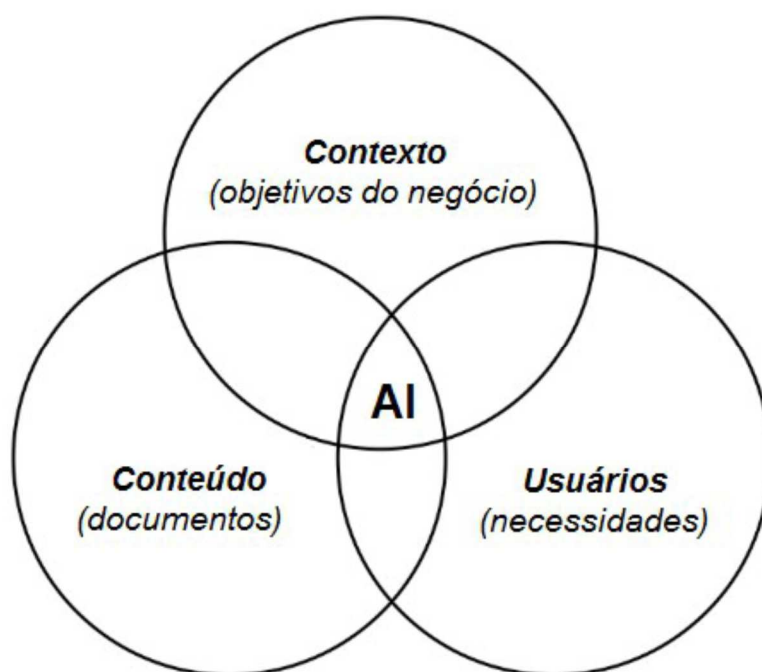 Contexto
(objetivos do negócio)
AI
Conteúdo
(documentos)
Usuários
(necessidades)